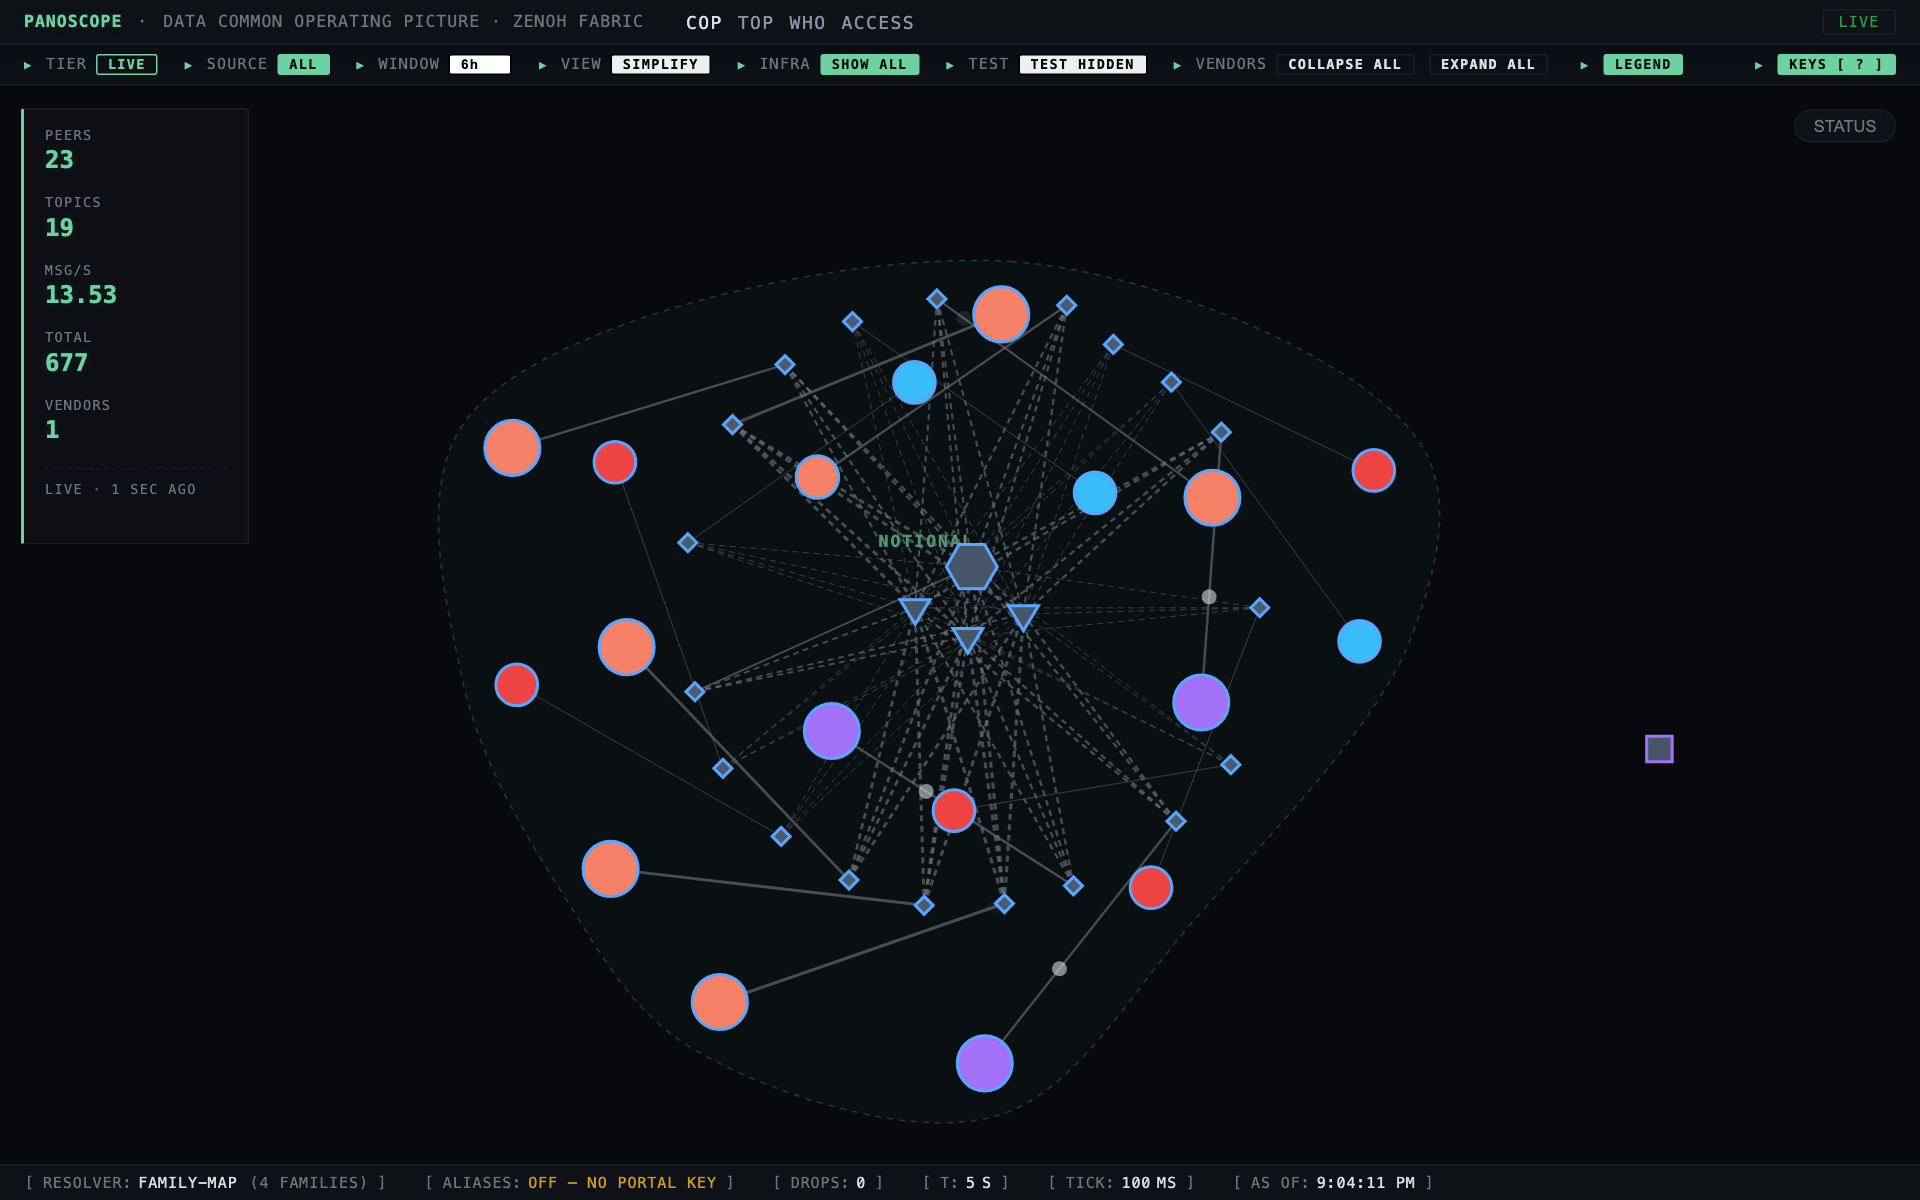 PANOSCOPE · DATA COMMON OPERATING PICTURE · ZENOH FABRIC COP TOP WHO ACCESS LIVE
▶ TIER LIVE ▶ SOURCE ALL ▶ WINDOW 6h ▶ VIEW SIMPLIFY ▶ INFRA SHOW ALL ▶ TEST TEST HIDDEN ▶ VENDORS COLLAPSE ALL EXPAND ALL ▶ LEGEND ▶ KEYS [ ? ]
PEERS
23
TOPICS
19
MSG/S
13.53
TOTAL
677
VENDORS
1
LIVE · 1 SEC AGO
STATUS
NOTIONAL
[ RESOLVER: FAMILY-MAP (4 FAMILIES) ] [ ALIASES: OFF — NO PORTAL KEY ] [ DROPS: 0 ] [ T: 5 S ] [ TICK: 100 MS ] [ AS OF: 9:04:11 PM ]